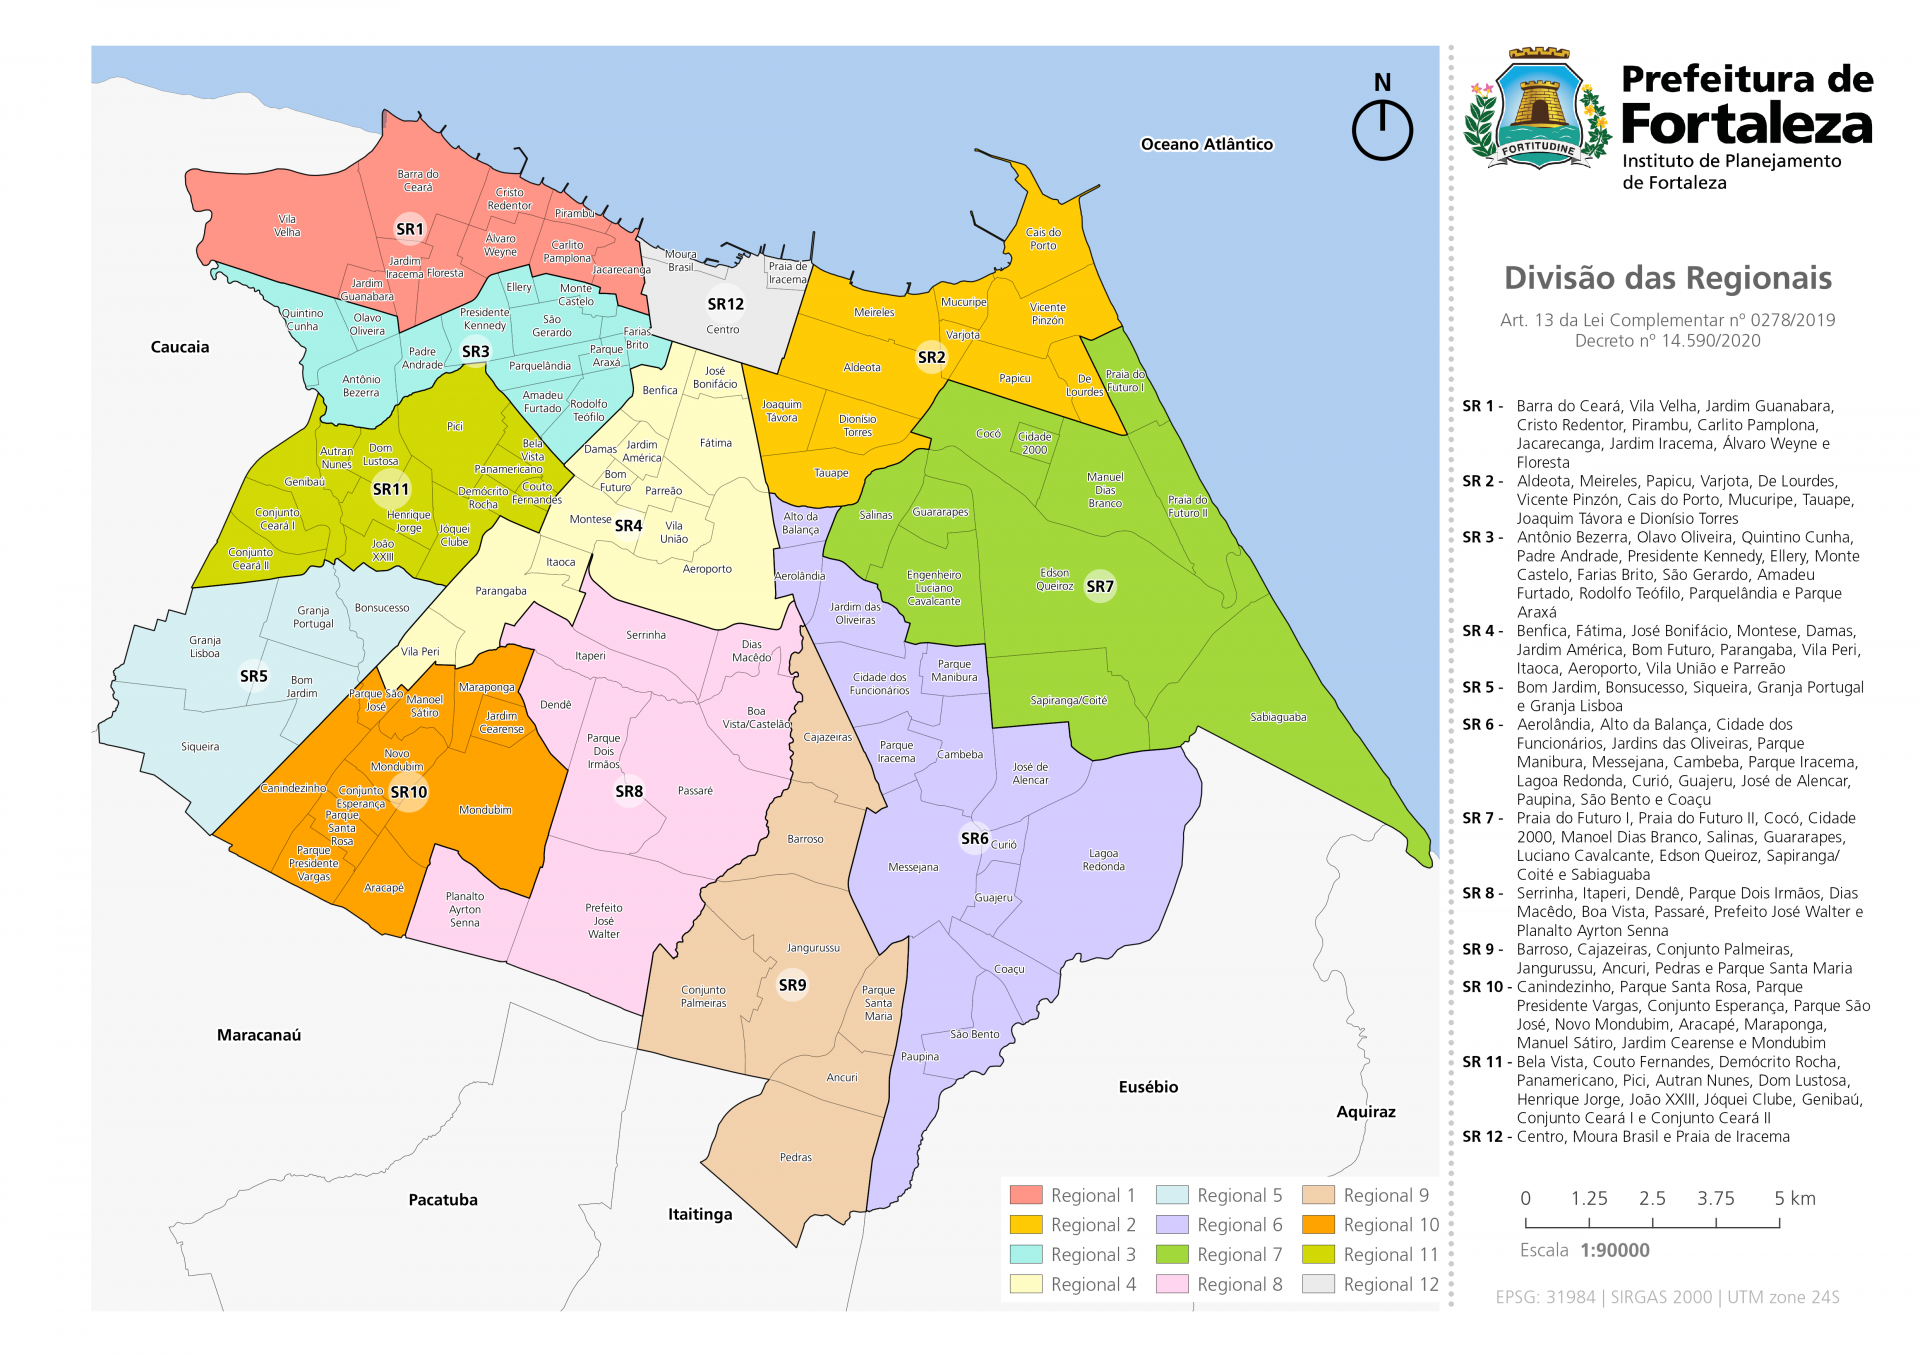 N
Oceano Atlântico
Caucaia
Maracanaú
Pacatuba
Itaitinga
Eusébio
Aquiraz
Barra do
Ceará
Vila
Velha
SR1
Cristo
Redentor
Pirambu
Álvaro
Weyne
Carlito
Pamplona
Jacarecanga
Jardim
Iracema
Floresta
Jardim
Guanabara
Moura
Brasil
Praia de
Iracema
SR12
Centro
Cais do
Porto
Meireles
Mucuripe
Vicente
Pinzón
Varjota
SR2
Aldeota
Papicu
De
Lourdes
Joaquim
Távora
Dionísio
Torres
Tauape
Quintino
Cunha
Olavo
Oliveira
Ellery
Monte
Castelo
Presidente
Kennedy
São
Gerardo
Farias
Brito
SR3
Padre
Andrade
Parque
Araxá
Parquelândia
Antônio
Bezerra
Amadeu
Furtado
Rodolfo
Teófilo
José
Bonifácio
Benfica
Fátima
Damas
Jardim
América
Bom
Futuro
Parreão
Montese
SR4
Vila
União
Itaoca
Aeroporto
Parangaba
Vila Peri
Pici
Autran
Nunes
Dom
Lustosa
Bela
Vista
Panamericano
Genibaú
SR11
Demócrito
Rocha
Couto
Fernandes
Conjunto
Ceará I
Henrique
Jorge
Jóquei
Clube
João
XXIII
Conjunto
Ceará II
Praia do
Futuro I
Cocó
Cidade
2000
Manuel
Dias
Branco
Praia do
Futuro II
Salinas
Guararapes
Engenheiro
Luciano
Cavalcante
Edson
Queiroz
SR7
Sapiranga/Coité
Sabiaguaba
Granja
Portugal
Bonsucesso
Granja
Lisboa
SR5
Bom
Jardim
Siqueira
Alto da
Balança
Aerolândia
Jardim das
Oliveiras
Cidade dos
Funcionários
Parque
Manibura
Parque
Iracema
Cambeba
José de
Alencar
SR6
Curió
Messejana
Lagoa
Redonda
Guajeru
Coaçu
São Bento
Paupina
Serrinha
Itaperi
Dias
Macêdo
Dendê
Boa
Vista/Castelão
Parque
Dois
Irmãos
SR8
Passaré
Planalto
Ayrton
Senna
Prefeito
José
Walter
Cajazeiras
Barroso
Jangurussu
SR9
Conjunto
Palmeiras
Parque
Santa
Maria
Ancuri
Pedras
Parque São
José
Manoel
Sátiro
Maraponga
Jardim
Cearense
Novo
Mondubim
Canindezinho
Conjunto
Esperança
SR10
Mondubim
Parque
Santa
Rosa
Parque
Presidente
Vargas
Aracapé
Regional 1
Regional 2
Regional 3
Regional 4
Regional 5
Regional 6
Regional 7
Regional 8
Regional 9
Regional 10
Regional 11
Regional 12
FORTITUDINE
Prefeitura de
Fortaleza
Instituto de Planejamento
de Fortaleza
Divisão das Regionais
Art. 13 da Lei Complementar nº 0278/2019
Decreto nº 14.590/2020
SR 1 - Barra do Ceará, Vila Velha, Jardim Guanabara,
Cristo Redentor, Pirambu, Carlito Pamplona,
Jacarecanga, Jardim Iracema, Álvaro Weyne e
Floresta
SR 2 - Aldeota, Meireles, Papicu, Varjota, De Lourdes,
Vicente Pinzón, Cais do Porto, Mucuripe, Tauape,
Joaquim Távora e Dionísio Torres
SR 3 - Antônio Bezerra, Olavo Oliveira, Quintino Cunha,
Padre Andrade, Presidente Kennedy, Ellery, Monte
Castelo, Farias Brito, São Gerardo, Amadeu
Furtado, Rodolfo Teófilo, Parquelândia e Parque
Araxá
SR 4 - Benfica, Fátima, José Bonifácio, Montese, Damas,
Jardim América, Bom Futuro, Parangaba, Vila Peri,
Itaoca, Aeroporto, Vila União e Parreão
SR 5 - Bom Jardim, Bonsucesso, Siqueira, Granja Portugal
e Granja Lisboa
SR 6 - Aerolândia, Alto da Balança, Cidade dos
Funcionários, Jardins das Oliveiras, Parque
Manibura, Messejana, Cambeba, Parque Iracema,
Lagoa Redonda, Curió, Guajeru, José de Alencar,
Paupina, São Bento e Coaçu
SR 7 - Praia do Futuro I, Praia do Futuro II, Cocó, Cidade
2000, Manoel Dias Branco, Salinas, Guararapes,
Luciano Cavalcante, Edson Queiroz, Sapiranga/
Coité e Sabiaguaba
SR 8 - Serrinha, Itaperi, Dendê, Parque Dois Irmãos, Dias
Macêdo, Boa Vista, Passaré, Prefeito José Walter e
Planalto Ayrton Senna
SR 9 - Barroso, Cajazeiras, Conjunto Palmeiras,
Jangurussu, Ancuri, Pedras e Parque Santa Maria
SR 10 - Canindezinho, Parque Santa Rosa, Parque
Presidente Vargas, Conjunto Esperança, Parque São
José, Novo Mondubim, Aracapé, Maraponga,
Manuel Sátiro, Jardim Cearense e Mondubim
SR 11 - Bela Vista, Couto Fernandes, Demócrito Rocha,
Panamericano, Pici, Autran Nunes, Dom Lustosa,
Henrique Jorge, João XXIII, Jóquei Clube, Genibaú,
Conjunto Ceará I e Conjunto Ceará II
SR 12 - Centro, Moura Brasil e Praia de Iracema
0 1.25 2.5 3.75 5 km
Escala 1:90000
EPSG: 31984 | SIRGAS 2000 | UTM zone 24S